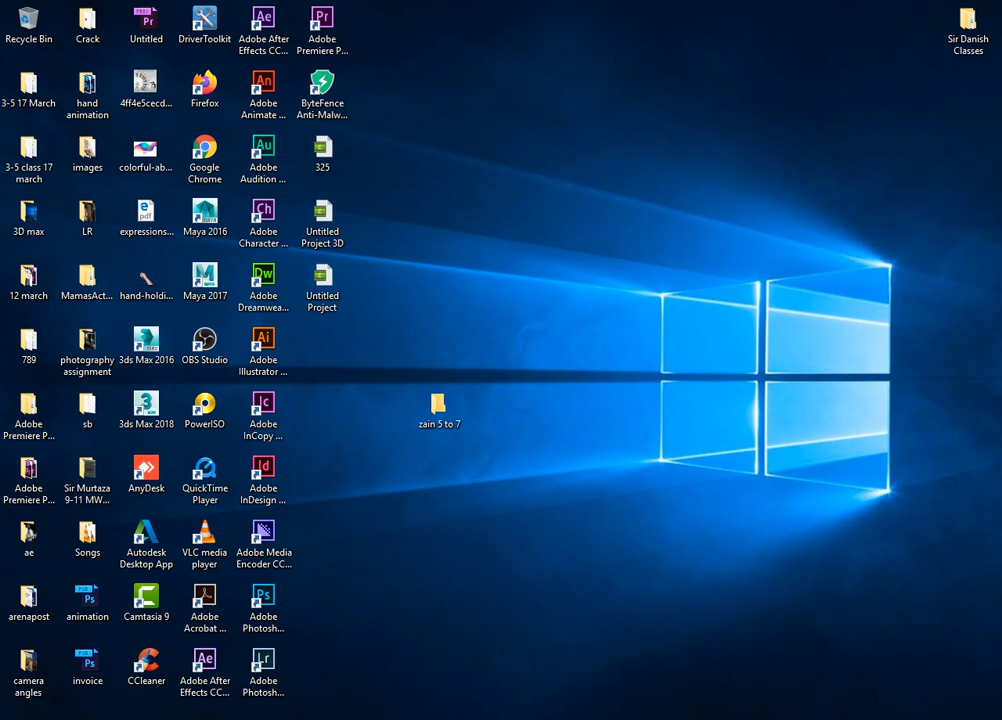 Recycle Bin
Crack
Untitled
DriverToolkit
Adobe After
Effects CC...
Adobe
Premiere P...
Sir Danish
Classes
3-5 17 March
hand
animation
4ff4e5cecd...
Firefox
Adobe
Animate ...
ByteFence
Anti-Malw...
3-5 class 17
march
images
colorful-ab...
Google
Chrome
Adobe
Audition ...
325
3D max
LR
expressions...
Maya 2016
Adobe
Character ...
Untitled
Project 3D
12 march
MamasAct...
hand-holdi...
Maya 2017
Adobe
Dreamwea...
Untitled
Project
789
photography
assignment
3ds Max 2016
OBS Studio
Adobe
Illustrator ...
Adobe
Premiere P...
sb
3ds Max 2018
PowerISO
Adobe
InCopy ...
zain 5 to 7
Adobe
Premiere P...
Sir Murtaza
9-11 MW...
AnyDesk
QuickTime
Player
Adobe
InDesign ...
ae
Songs
Autodesk
Desktop App
VLC media
player
Adobe Media
Encoder CC...
arenapost
animation
Camtasia 9
Adobe
Acrobat ...
Adobe
Photosh...
camera
angles
invoice
CCleaner
Adobe After
Effects CC...
Adobe
Photosh...